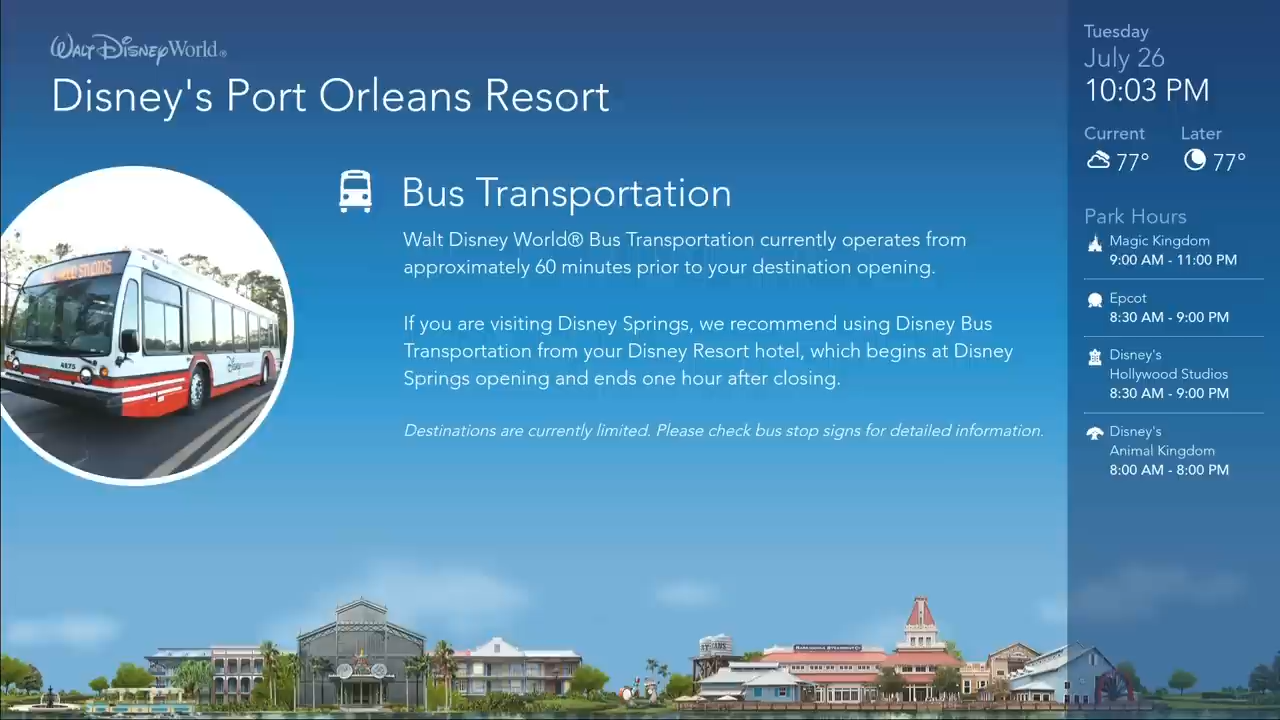 Walt Disney World®
Disney's Port Orleans Resort
Bus Transportation
Walt Disney World® Bus Transportation currently operates from
approximately 60 minutes prior to your destination opening.
If you are visiting Disney Springs, we recommend using Disney Bus
Transportation from your Disney Resort hotel, which begins at Disney
Springs opening and ends one hour after closing.
Destinations are currently limited. Please check bus stop signs for detailed information.
Tuesday
July 26
10:03 PM
Current Later
77° 77°
Park Hours
Magic Kingdom
9:00 AM - 11:00 PM
Epcot
8:30 AM - 9:00 PM
Disney's
Hollywood Studios
8:30 AM - 9:00 PM
Disney's
Animal Kingdom
8:00 AM - 8:00 PM
STUDIOS
4875
Disney